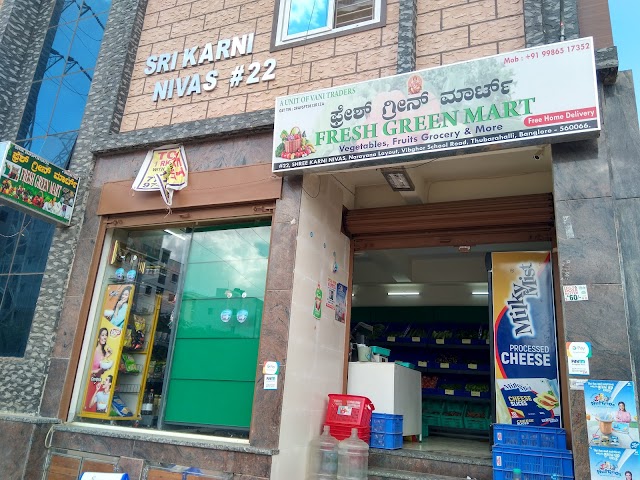 SRI KARNI
NIVAS #22
A UNIT OF VANI TRADERS
Mob : +91 99865 17352
ಫ್ರೇಶ್ ಗ್ರೀನ್ ಮಾರ್ಟ್
FRESH GREEN MART
Vegetables, Fruits Grocery & More
Free Home Delivery
#22, SHREE KARNI NIVAS, Narayana Layout, Vibghor School Road, Thubarahalli, Banglore - 560066.
ಫ್ರೇಶ್ ಗ್ರೀನ್ ಮಾರ್ಟ್
FRESH GREEN MART
Milky Mist
PROCESSED
CHEESE
Milky Mist
CHEESE
SLICES